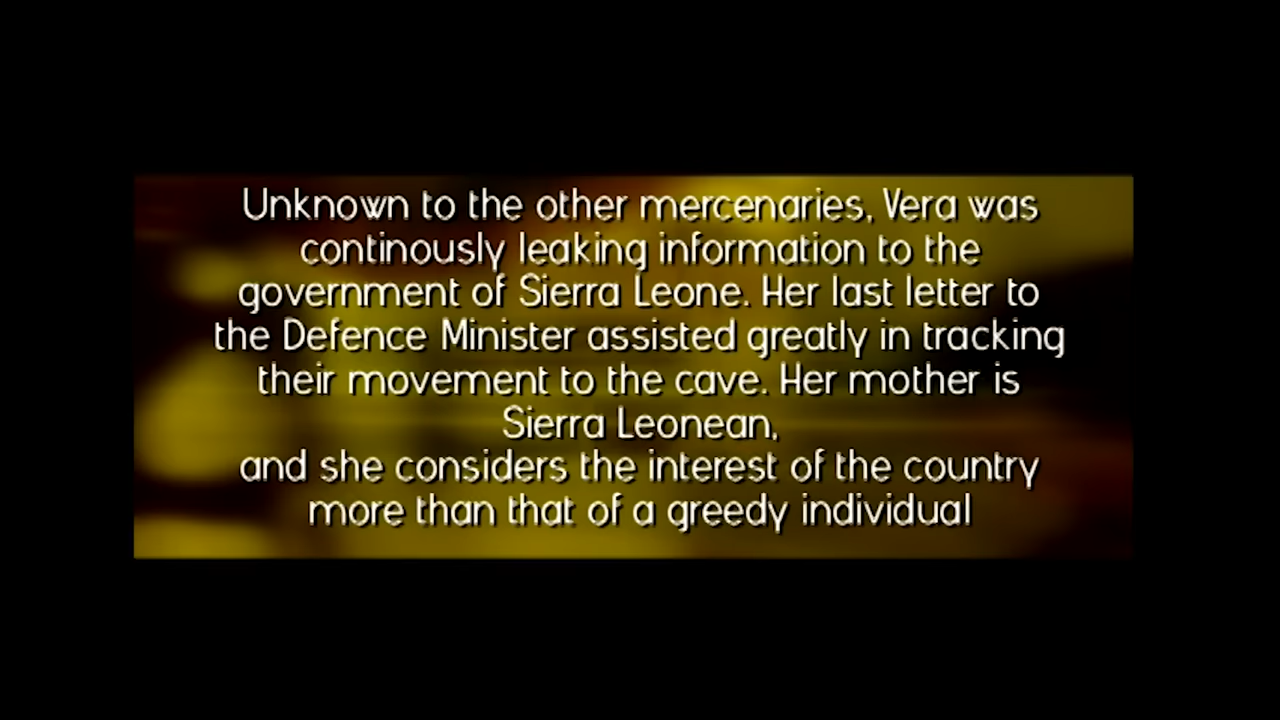 Unknown to the other mercenaries, Vera was
continously leaking information to the
government of Sierra Leone. Her last letter to
the Defence Minister assisted greatly in tracking
their movement to the cave. Her mother is
Sierra Leonean,
and she considers the interest of the country
more than that of a greedy individual